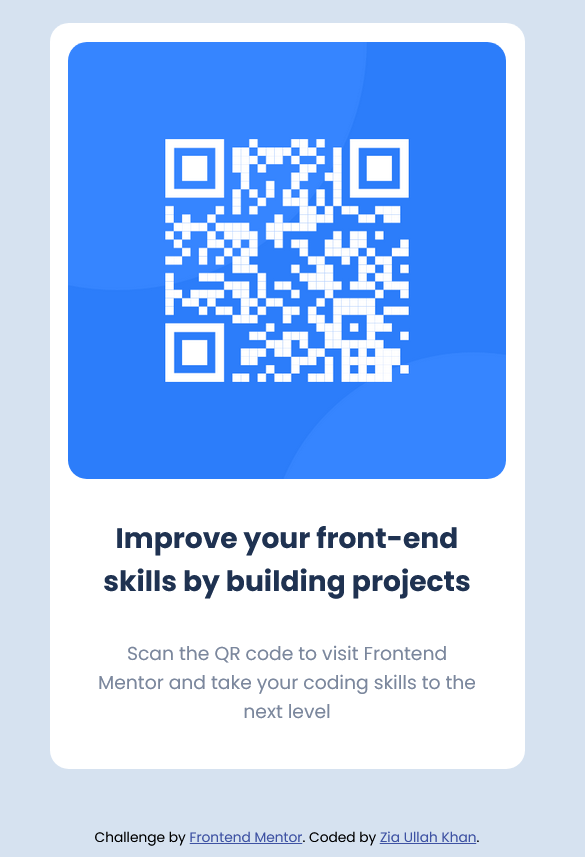 Improve your front-end
skills by building projects
Scan the QR code to visit Frontend
Mentor and take your coding skills to the
next level
Challenge by Frontend Mentor. Coded by Zia Ullah Khan.